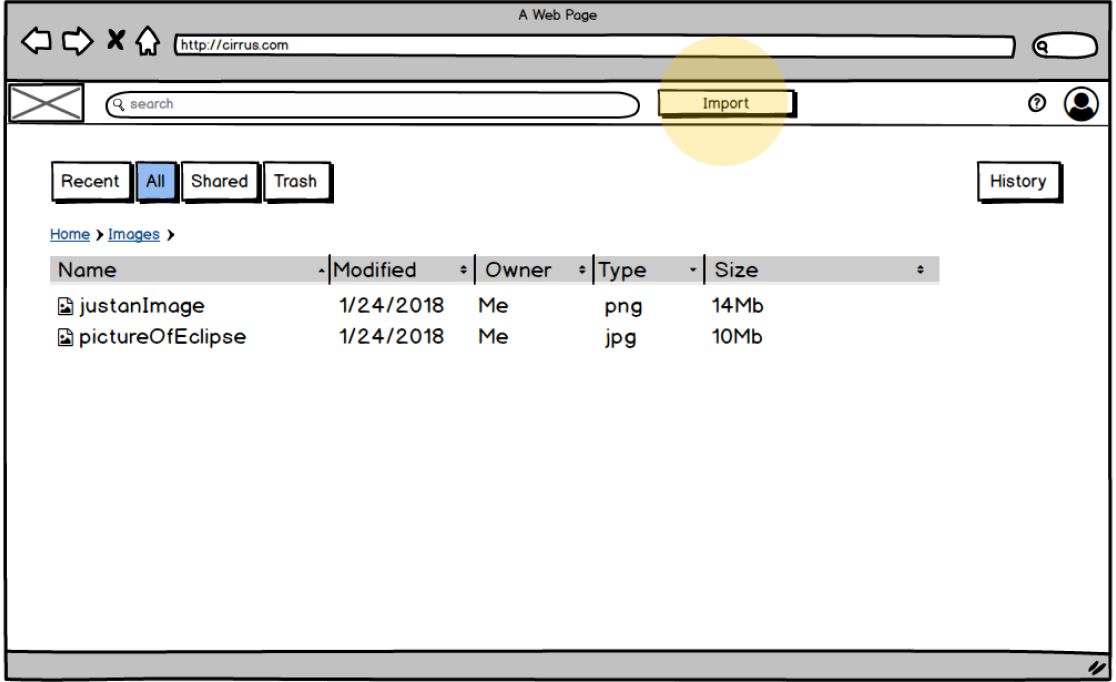 A Web Page
http://cirrus.com
search Import ?
Recent All Shared Trash History
Home Images
Name Modified Owner Type Size
justanImage 1/24/2018 Me png 14Mb
pictureOfEclipse 1/24/2018 Me jpg 10Mb